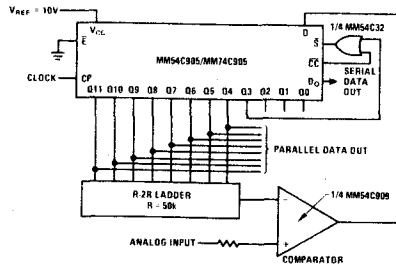 VREF = 10V
VCC
D
1/4 MM54C32
E
S
MM54C905/MM74C905
CC
CLOCK
CP
DO
SERIAL
DATA
OUT
Q11 Q10 Q9 Q8 Q7 Q6 Q5 Q4 Q3 Q2 Q1 Q0
PARALLEL DATA OUT
R-2R LADDER
R = 50k
1/4 MM54C909
−
+
ANALOG INPUT
COMPARATOR